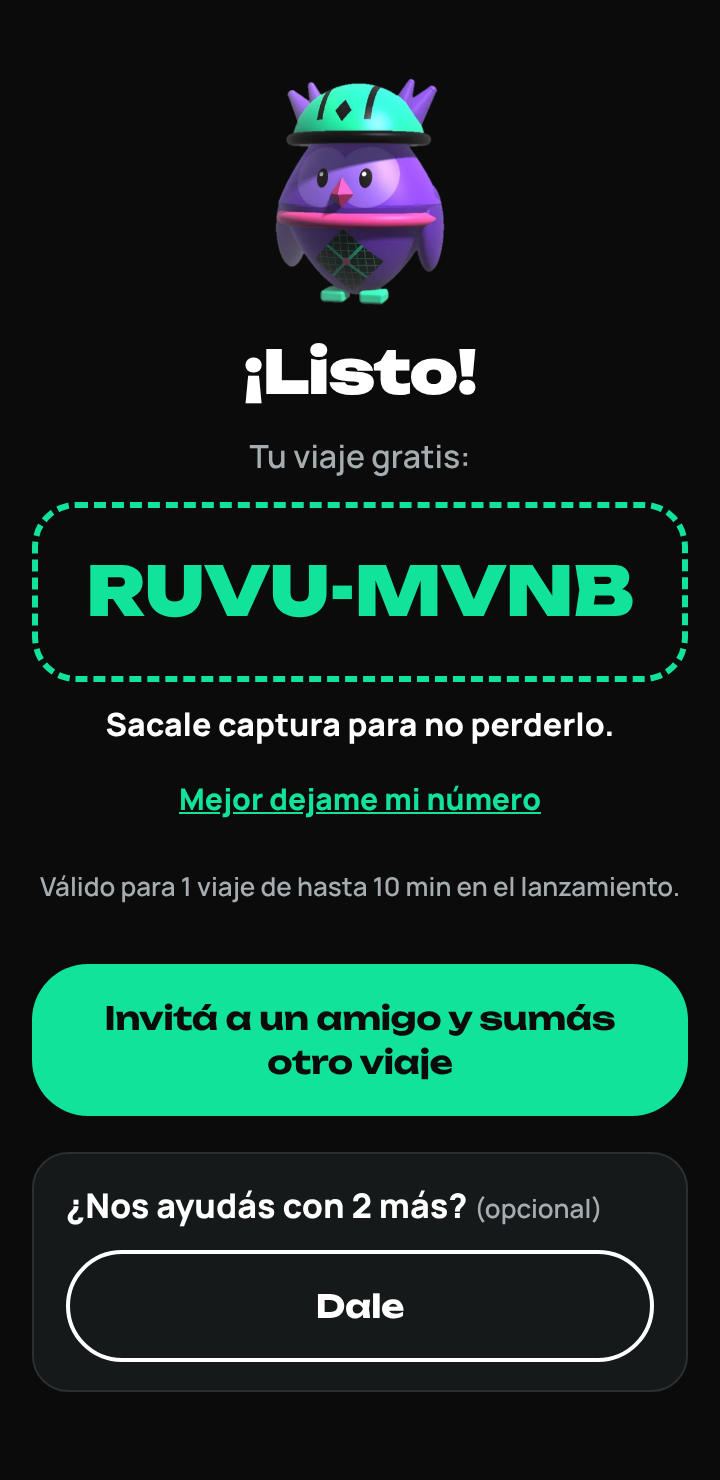 ¡Listo!
Tu viaje gratis:
RUVU-MVNB
Sacale captura para no perderlo.
Mejor dejame mi número
Válido para 1 viaje de hasta 10 min en el lanzamiento.
Invitá a un amigo y sumás
otro viaje
¿Nos ayudás con 2 más? (opcional)
Dale